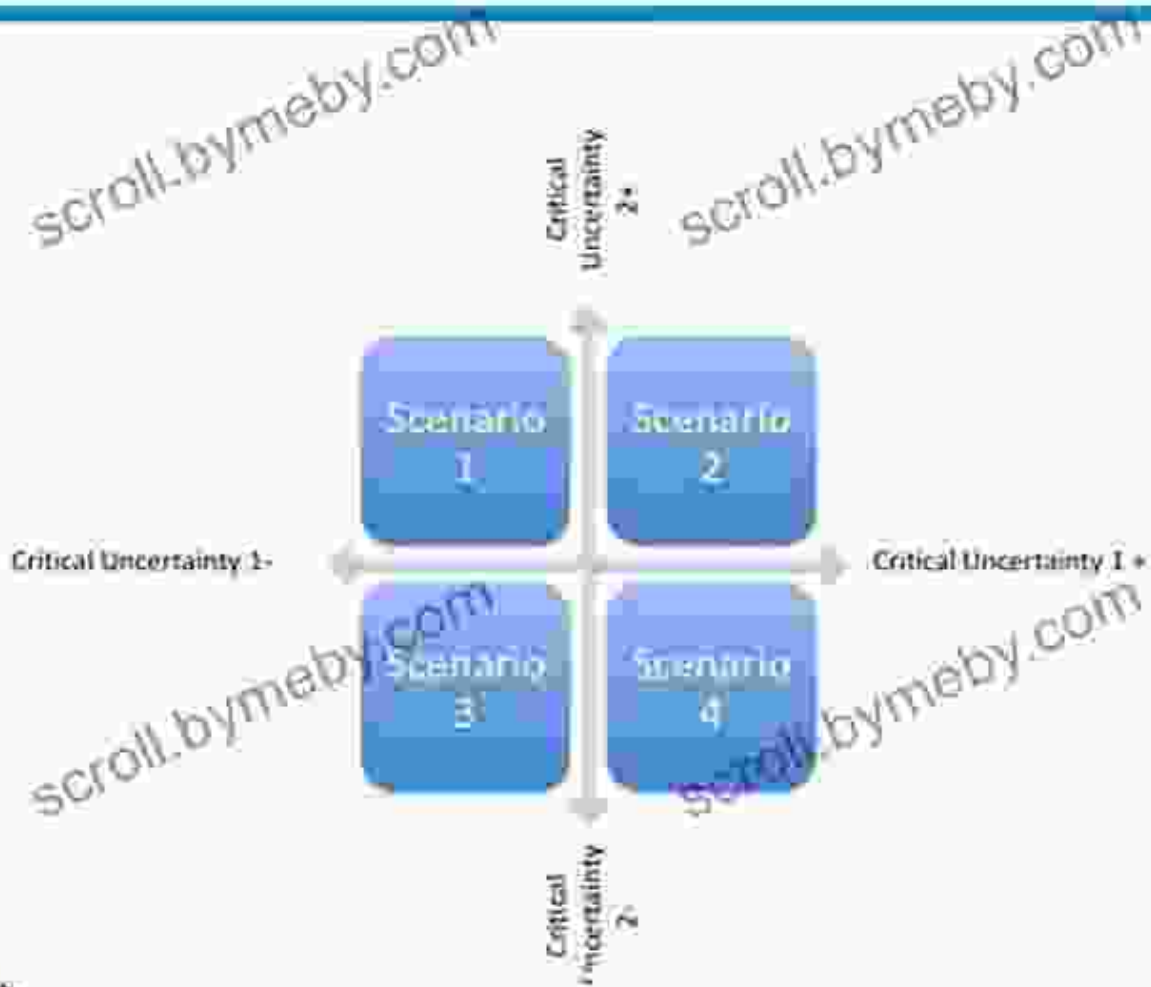 scroll.bymeby.com
scroll.bymeby.com
Critical
Uncertainty
2+
Scenario
1
Scenario
2
Critical Uncertainty 1-
Critical Uncertainty 1 +
Scenario
3
Scenario
4
scroll.bymeby.com
scroll.bymeby.com
Critical
Uncertainty
2-